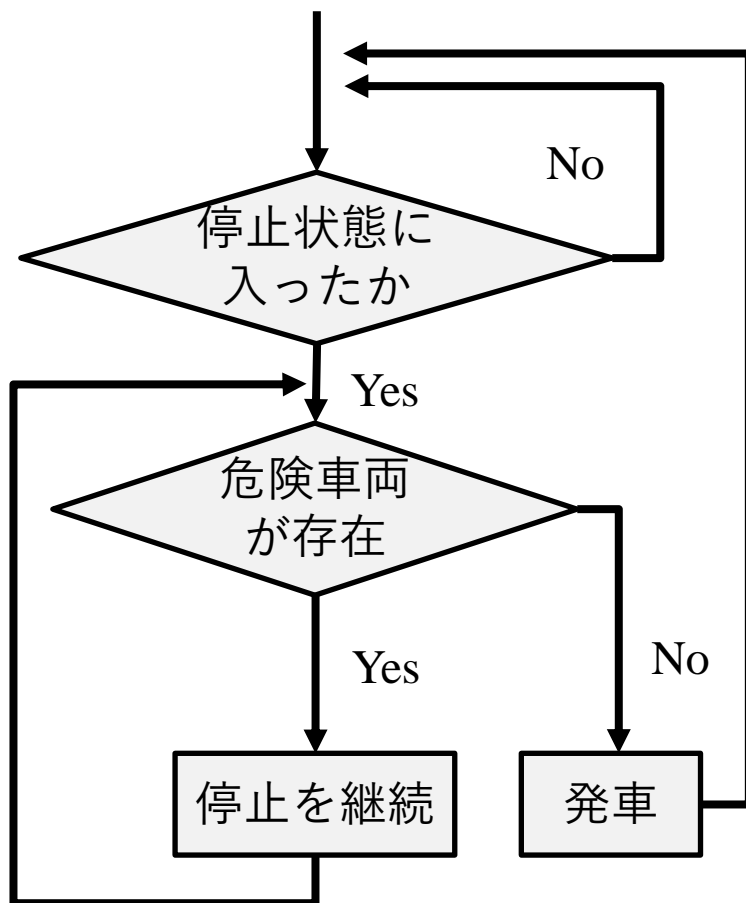 No
停止状態に
入ったか
Yes
危険車両
が存在
Yes
No
停止を継続
発車